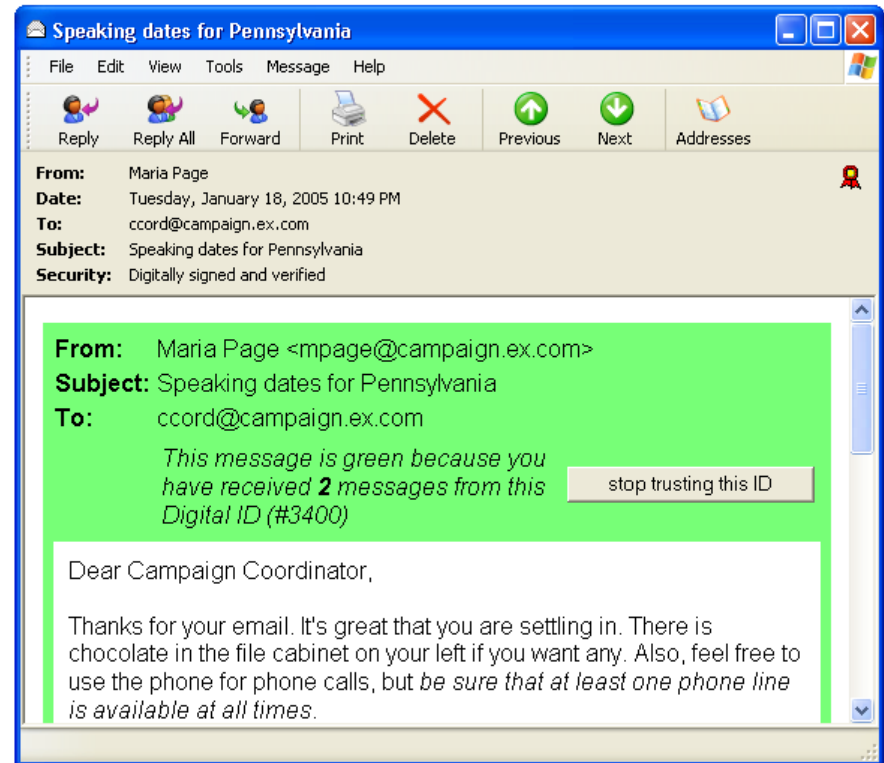 Speaking dates for Pennsylvania
File Edit View Tools Message Help
Reply Reply All Forward Print Delete Previous Next Addresses
From: Maria Page
Date: Tuesday, January 18, 2005 10:49 PM
To: ccord@campaign.ex.com
Subject: Speaking dates for Pennsylvania
Security: Digitally signed and verified
From: Maria Page <mpage@campaign.ex.com>
Subject: Speaking dates for Pennsylvania
To: ccord@campaign.ex.com
This message is green because you
have received 2 messages from this
Digital ID (#3400)
stop trusting this ID
Dear Campaign Coordinator,
Thanks for your email. It's great that you are settling in. There is
chocolate in the file cabinet on your left if you want any. Also, feel free to
use the phone for phone calls, but be sure that at least one phone line
is available at all times.